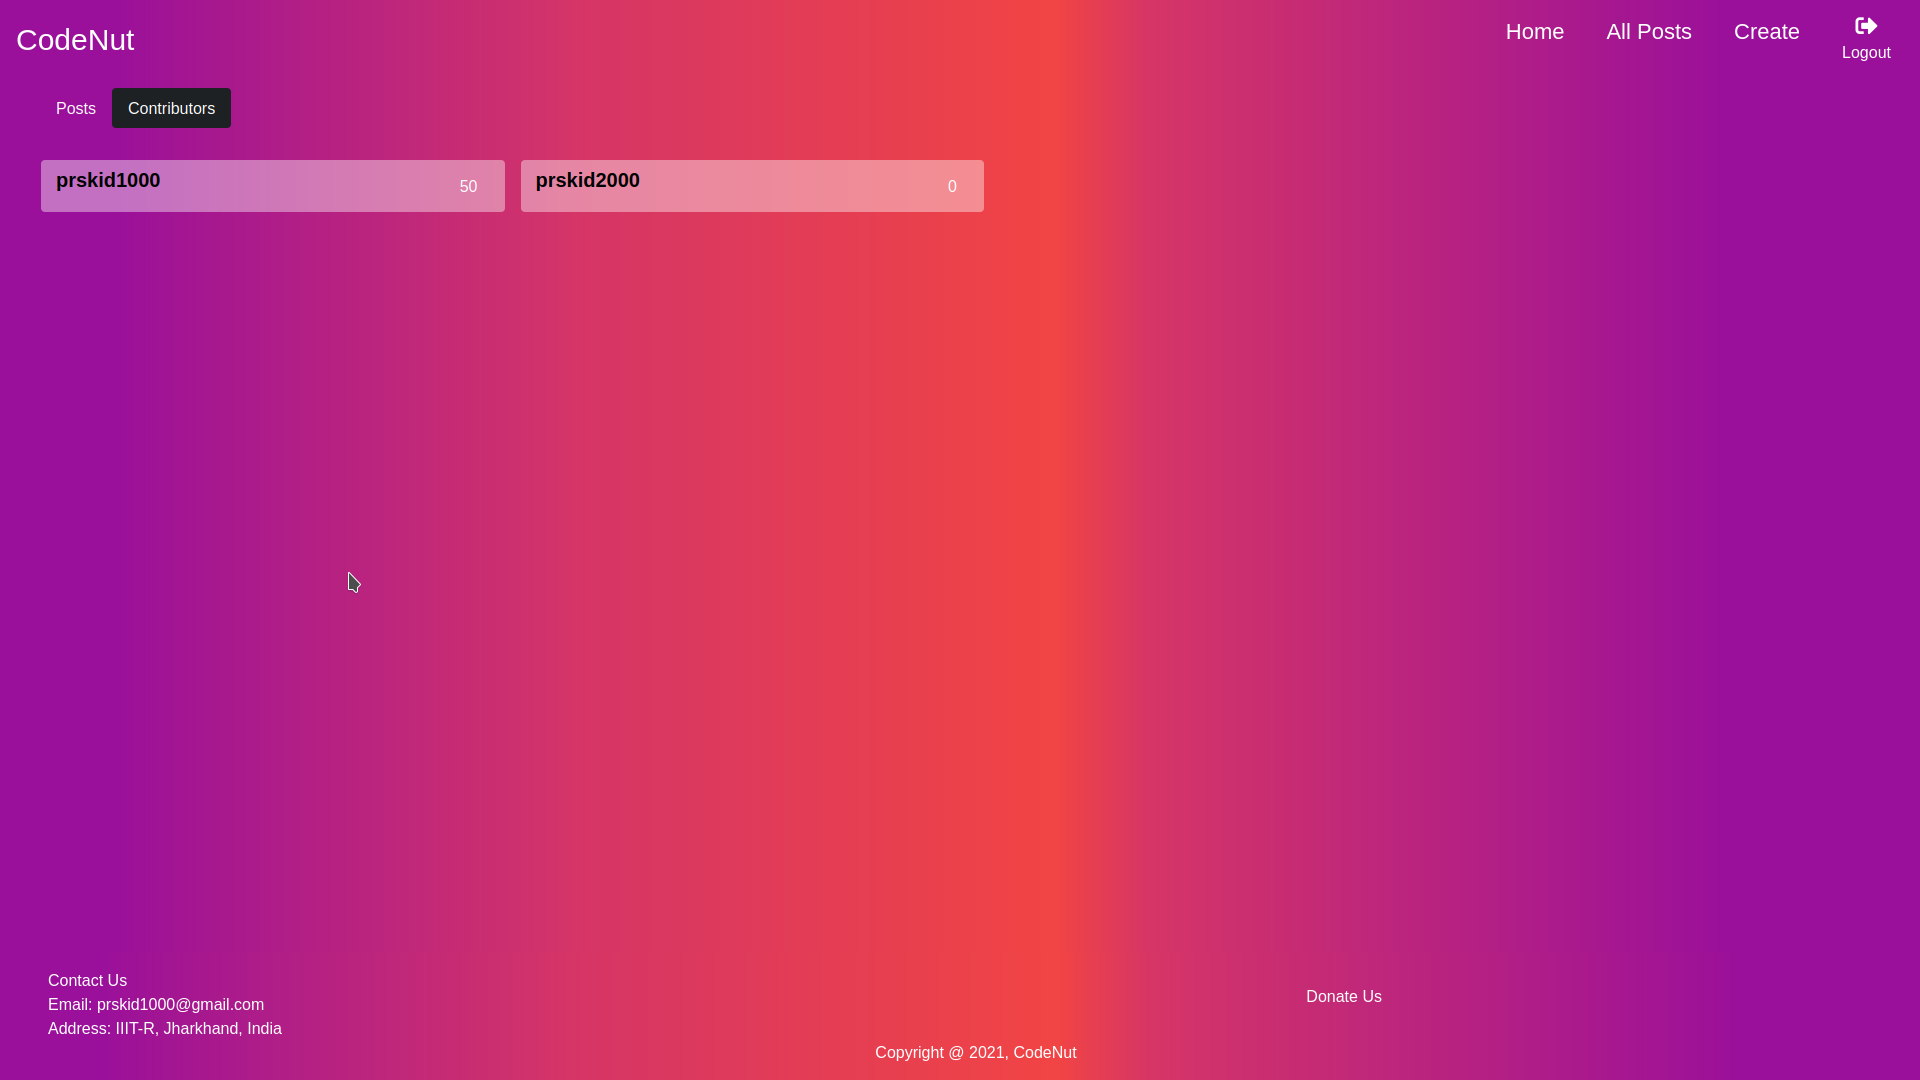 CodeNut
Home
All Posts
Create
Logout
Posts
Contributors
prskid1000
50
prskid2000
0
Contact Us
Email: prskid1000@gmail.com
Address: IIIT-R, Jharkhand, India
Donate Us
Copyright @ 2021, CodeNut